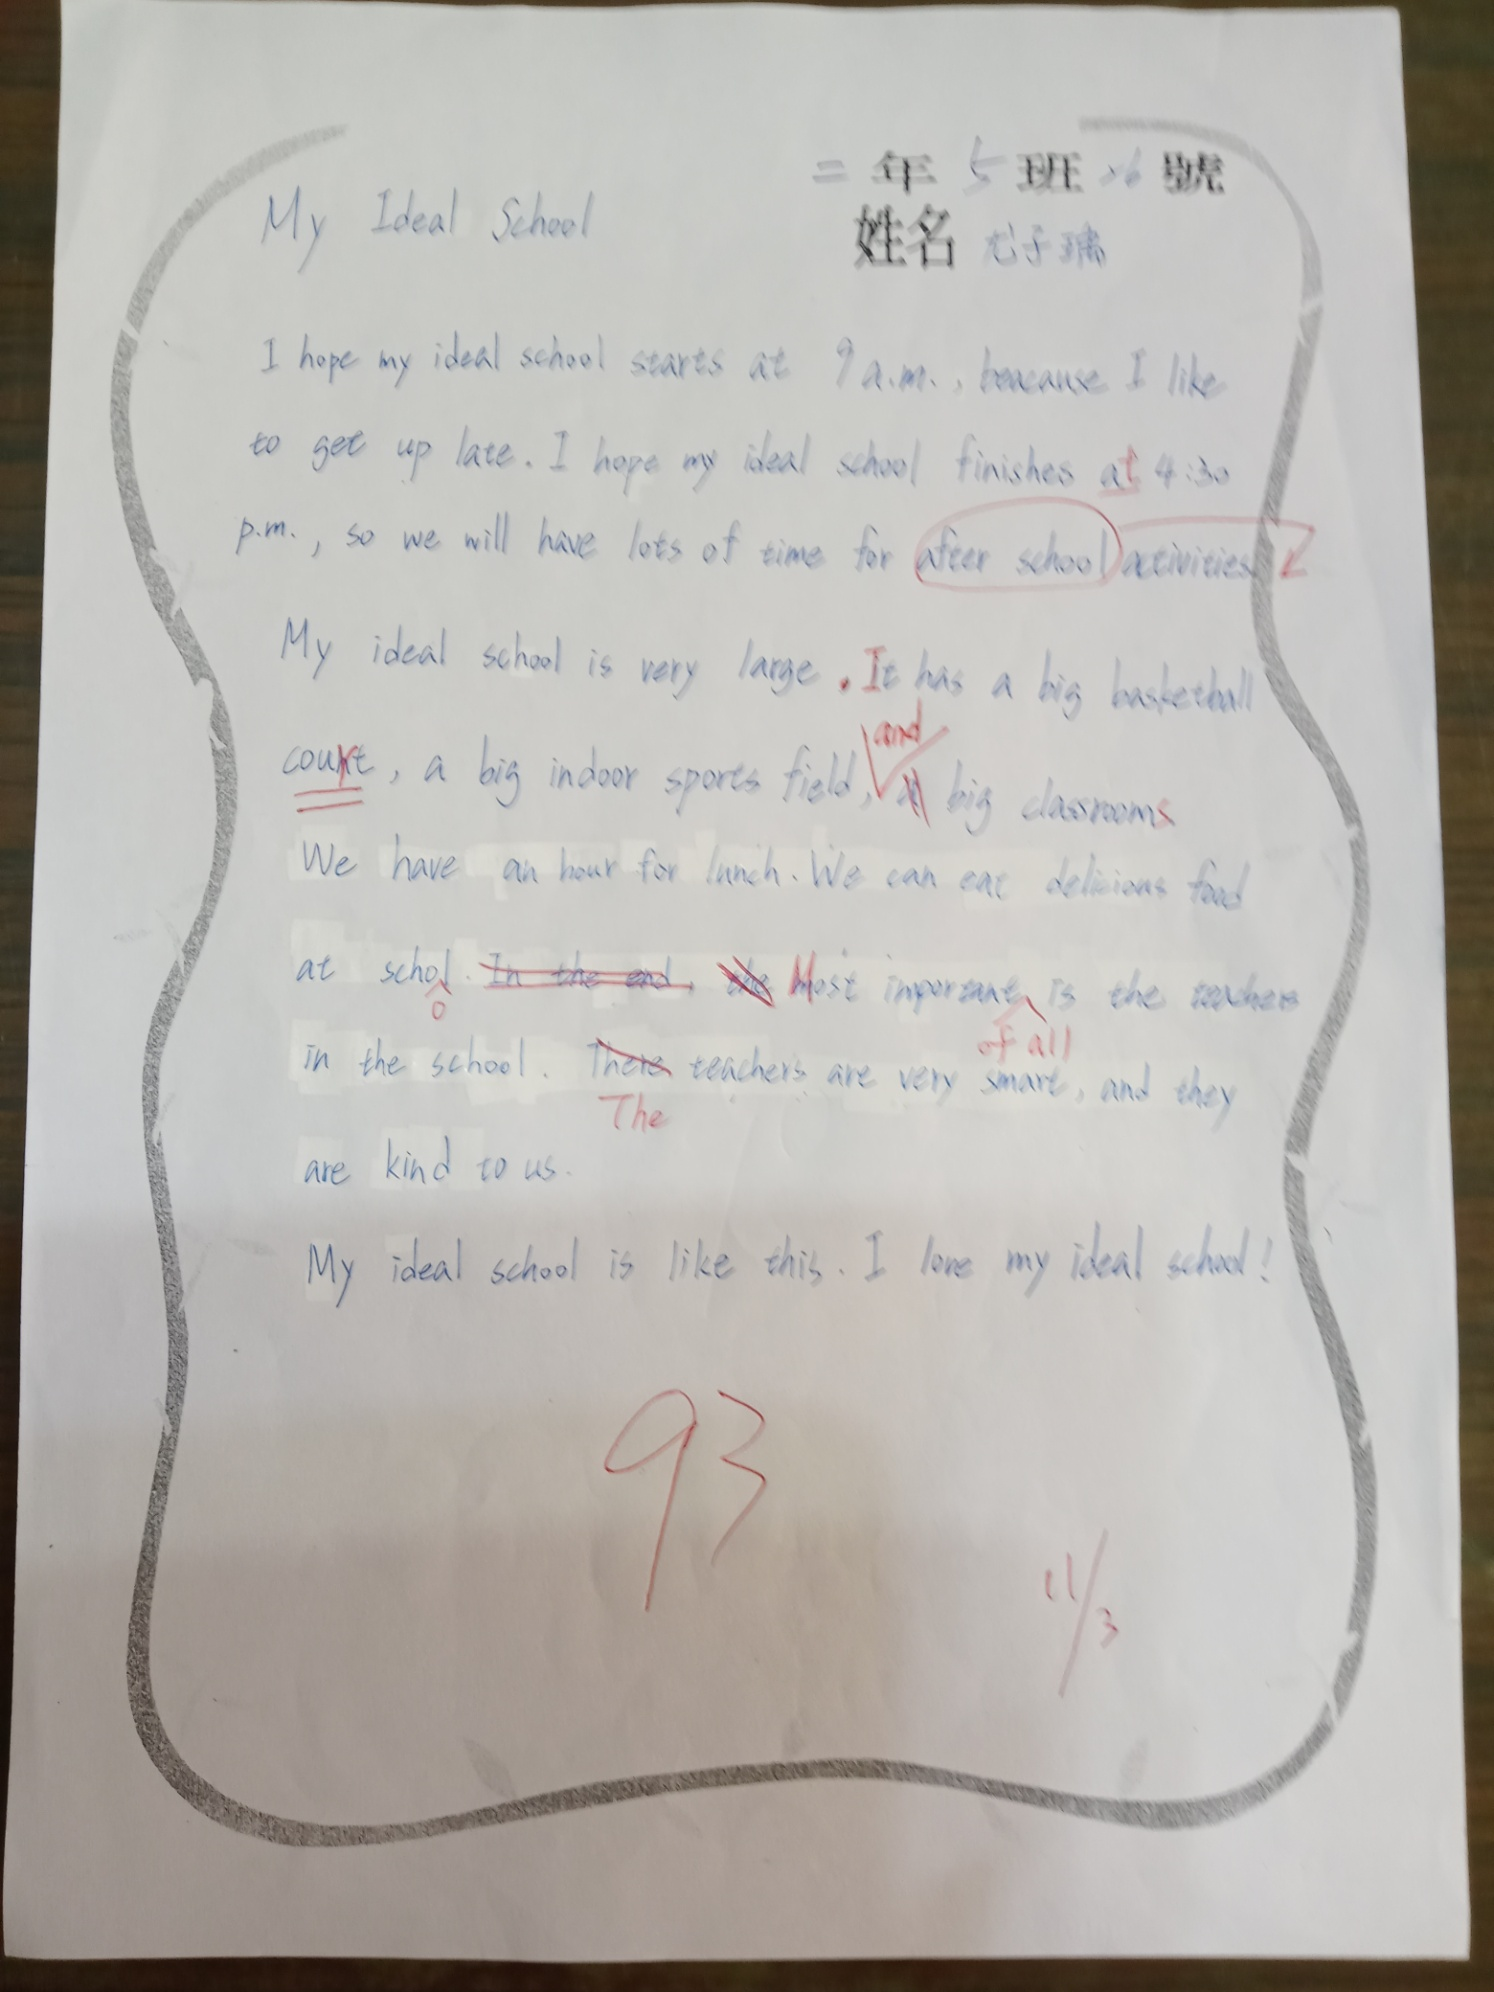 二年5班26號
My Ideal School
姓名 尤子瑀
I hope my ideal school starts at 9 a.m., beacause I like
to get up late. I hope my ideal school finishes at 4:30
p.m., so we will have lots of time for after school activities
My ideal school is very large. It has a big basketball
and
court, a big indoor sports field, a big classrooms
We have an hour for lunch. We can eat delicious food
at schol. In the end, the Most important is the teachers
o
of all
in the school. There teachers are very smart, and they
The
are kind to us.
My ideal school is like this. I love my ideal school!
93
11/3